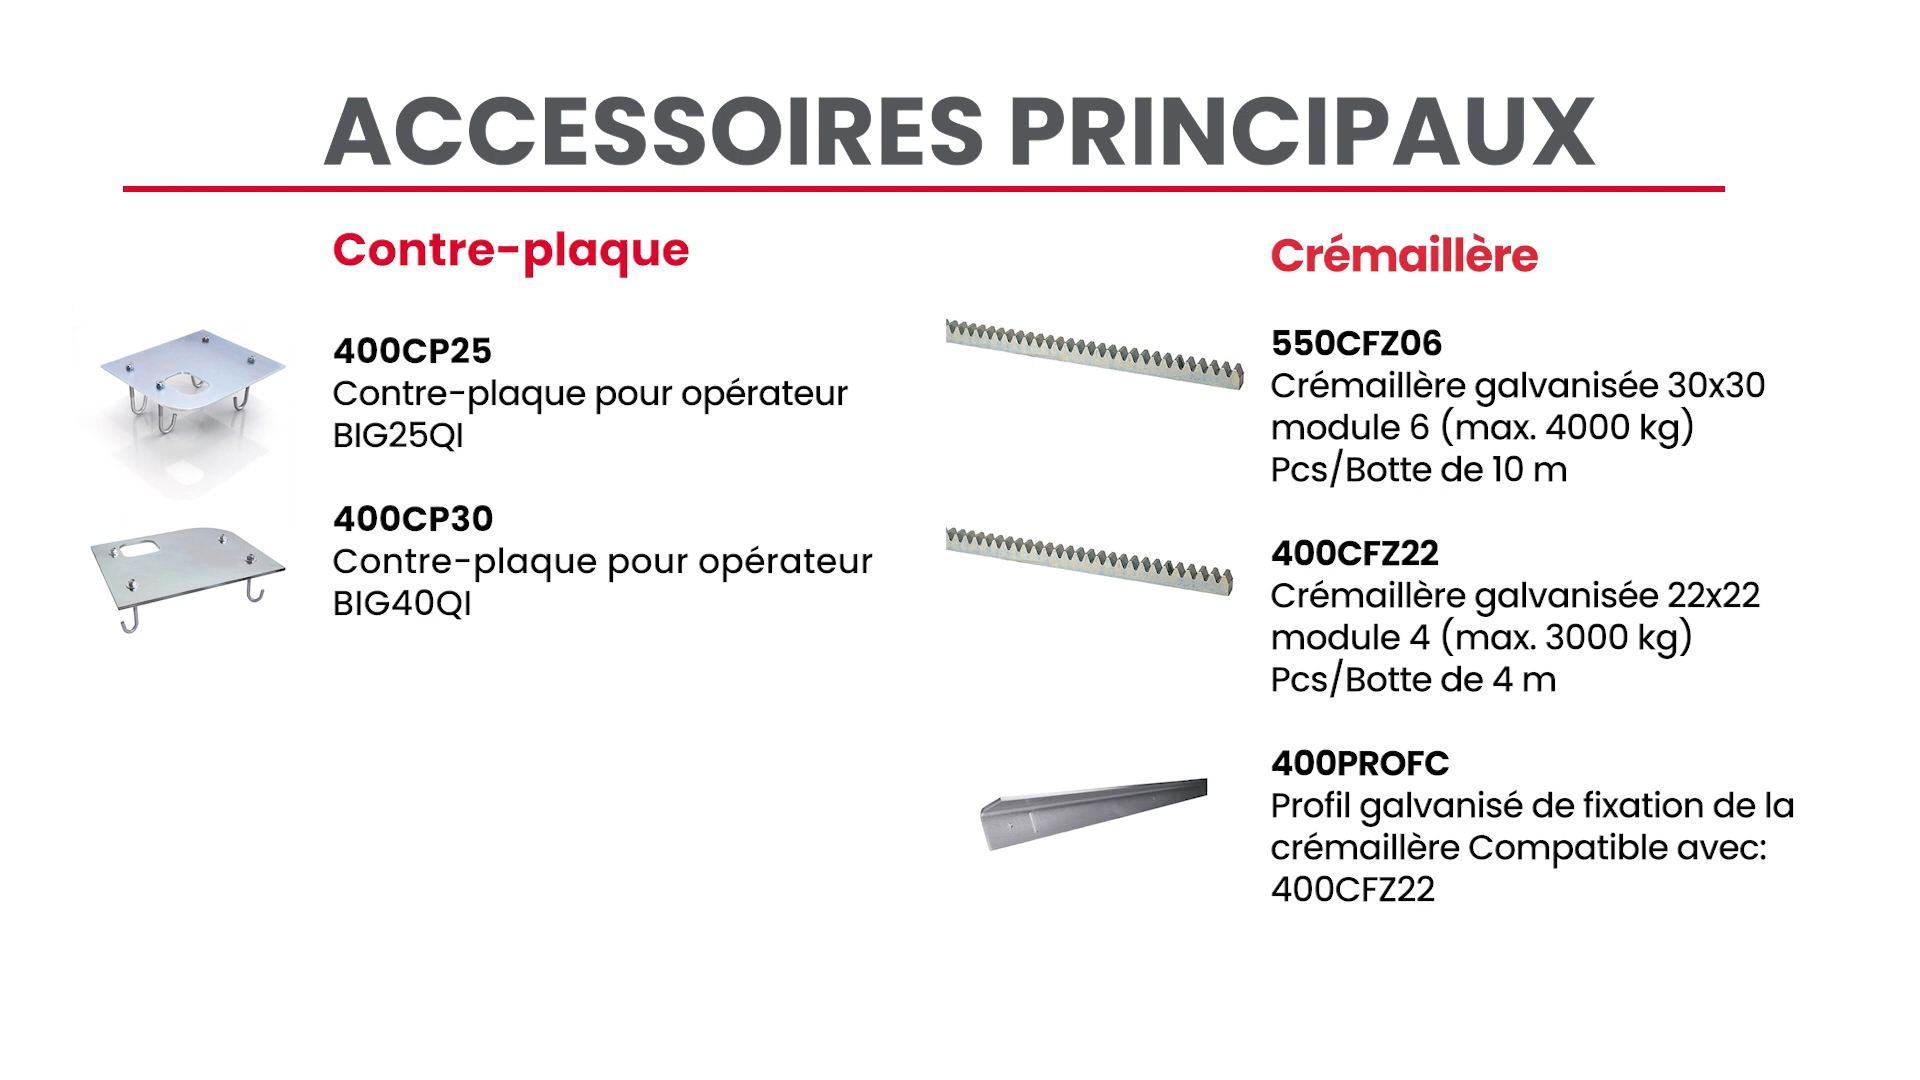 ACCESSOIRES PRINCIPAUX
Contre-plaque
400CP25
Contre-plaque pour opérateur
BIG25QI
400CP30
Contre-plaque pour opérateur
BIG40QI
Crémaillère
550CFZ06
Crémaillère galvanisée 30x30
module 6 (max. 4000 kg)
Pcs/Botte de 10 m
400CFZ22
Crémaillère galvanisée 22x22
module 4 (max. 3000 kg)
Pcs/Botte de 4 m
400PROFC
Profil galvanisé de fixation de la
crémaillère Compatible avec:
400CFZ22